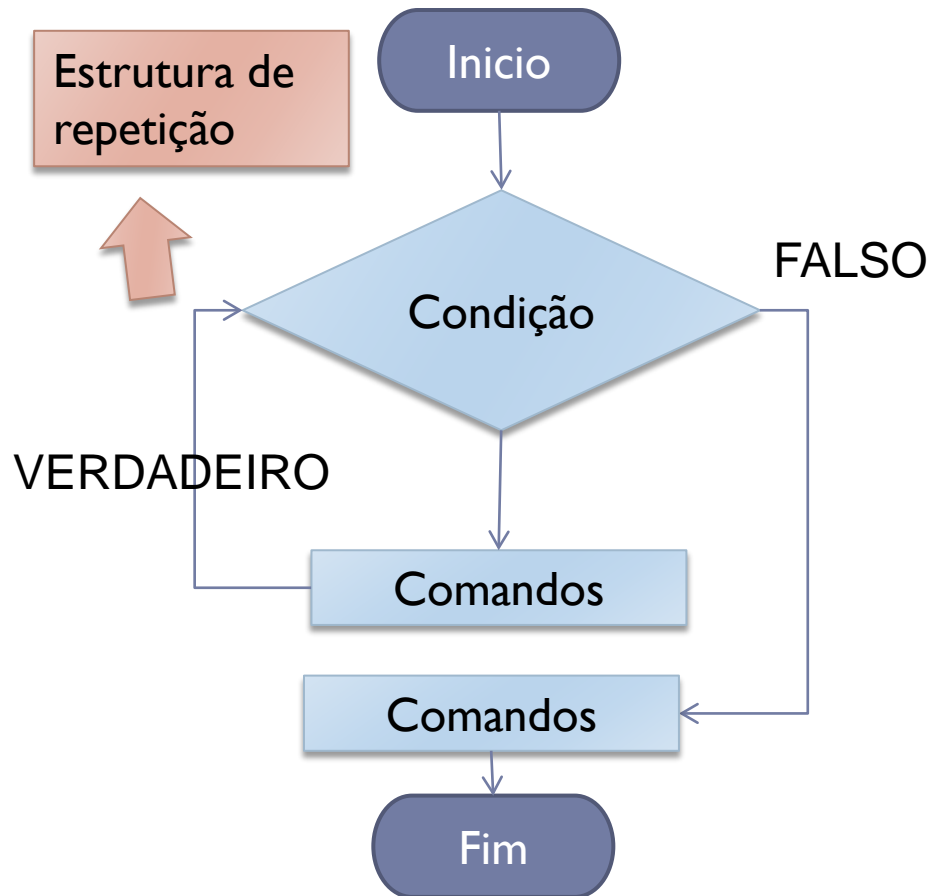 Estrutura de
repetição
Inicio
FALSO
Condição
VERDADEIRO
Comandos
Comandos
Fim